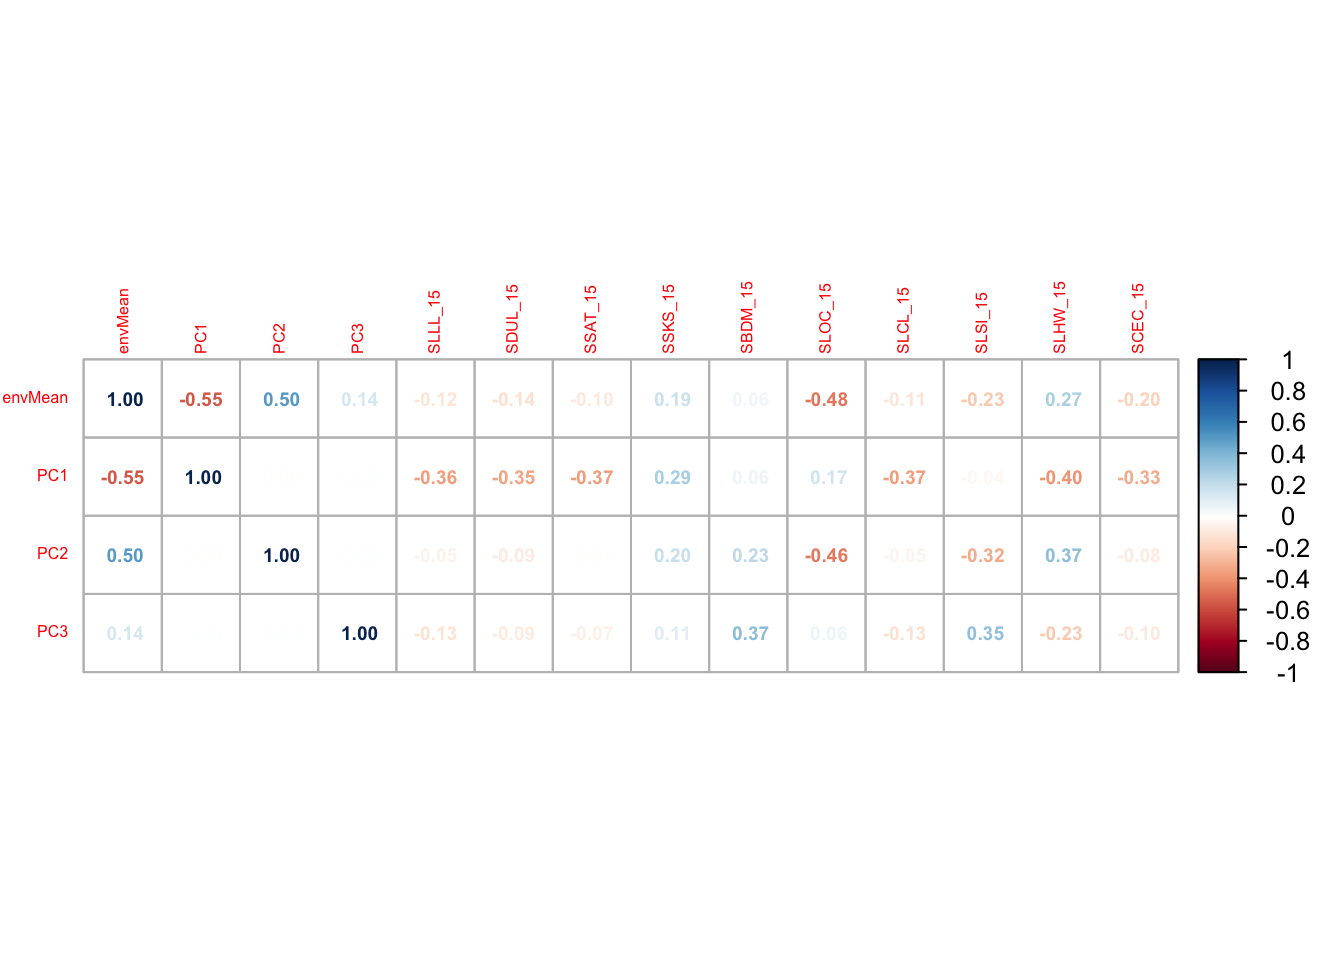 envMean PC1 PC2 PC3 SLLL_15 SDUL_15 SSAT_15 SSKS_15 SBDM_15 SLOC_15 SLCL_15 SLSI_15 SLHW_15 SCEC_15
envMean 1.00 -0.55 0.50 0.14 -0.12 -0.14 -0.10 0.19 0.06 -0.48 -0.11 -0.23 0.27 -0.20
PC1 -0.55 1.00 -0.36 -0.35 -0.37 0.29 0.06 0.17 -0.37 -0.04 -0.40 -0.33
PC2 0.50 1.00 -0.05 -0.09 0.20 0.23 -0.46 -0.05 -0.32 0.37 -0.08
PC3 0.14 1.00 -0.13 -0.09 -0.07 0.11 0.37 0.06 -0.13 0.35 -0.23 -0.10
1
0.8
0.6
0.4
0.2
0
-0.2
-0.4
-0.6
-0.8
-1